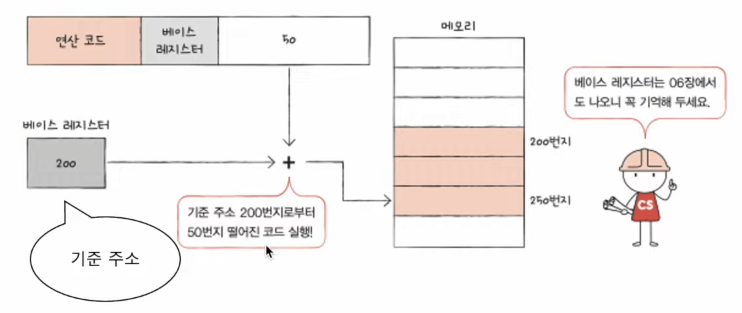 연산 코드
베이스
레지스터
50
메모리
베이스 레지스터는 06장에서
도 나오니 꼭 기억해 두세요.
베이스 레지스터
200
+
200번지
250번지
CS
기준 주소 200번지로부터
50번지 떨어진 코드 실행!
기준 주소